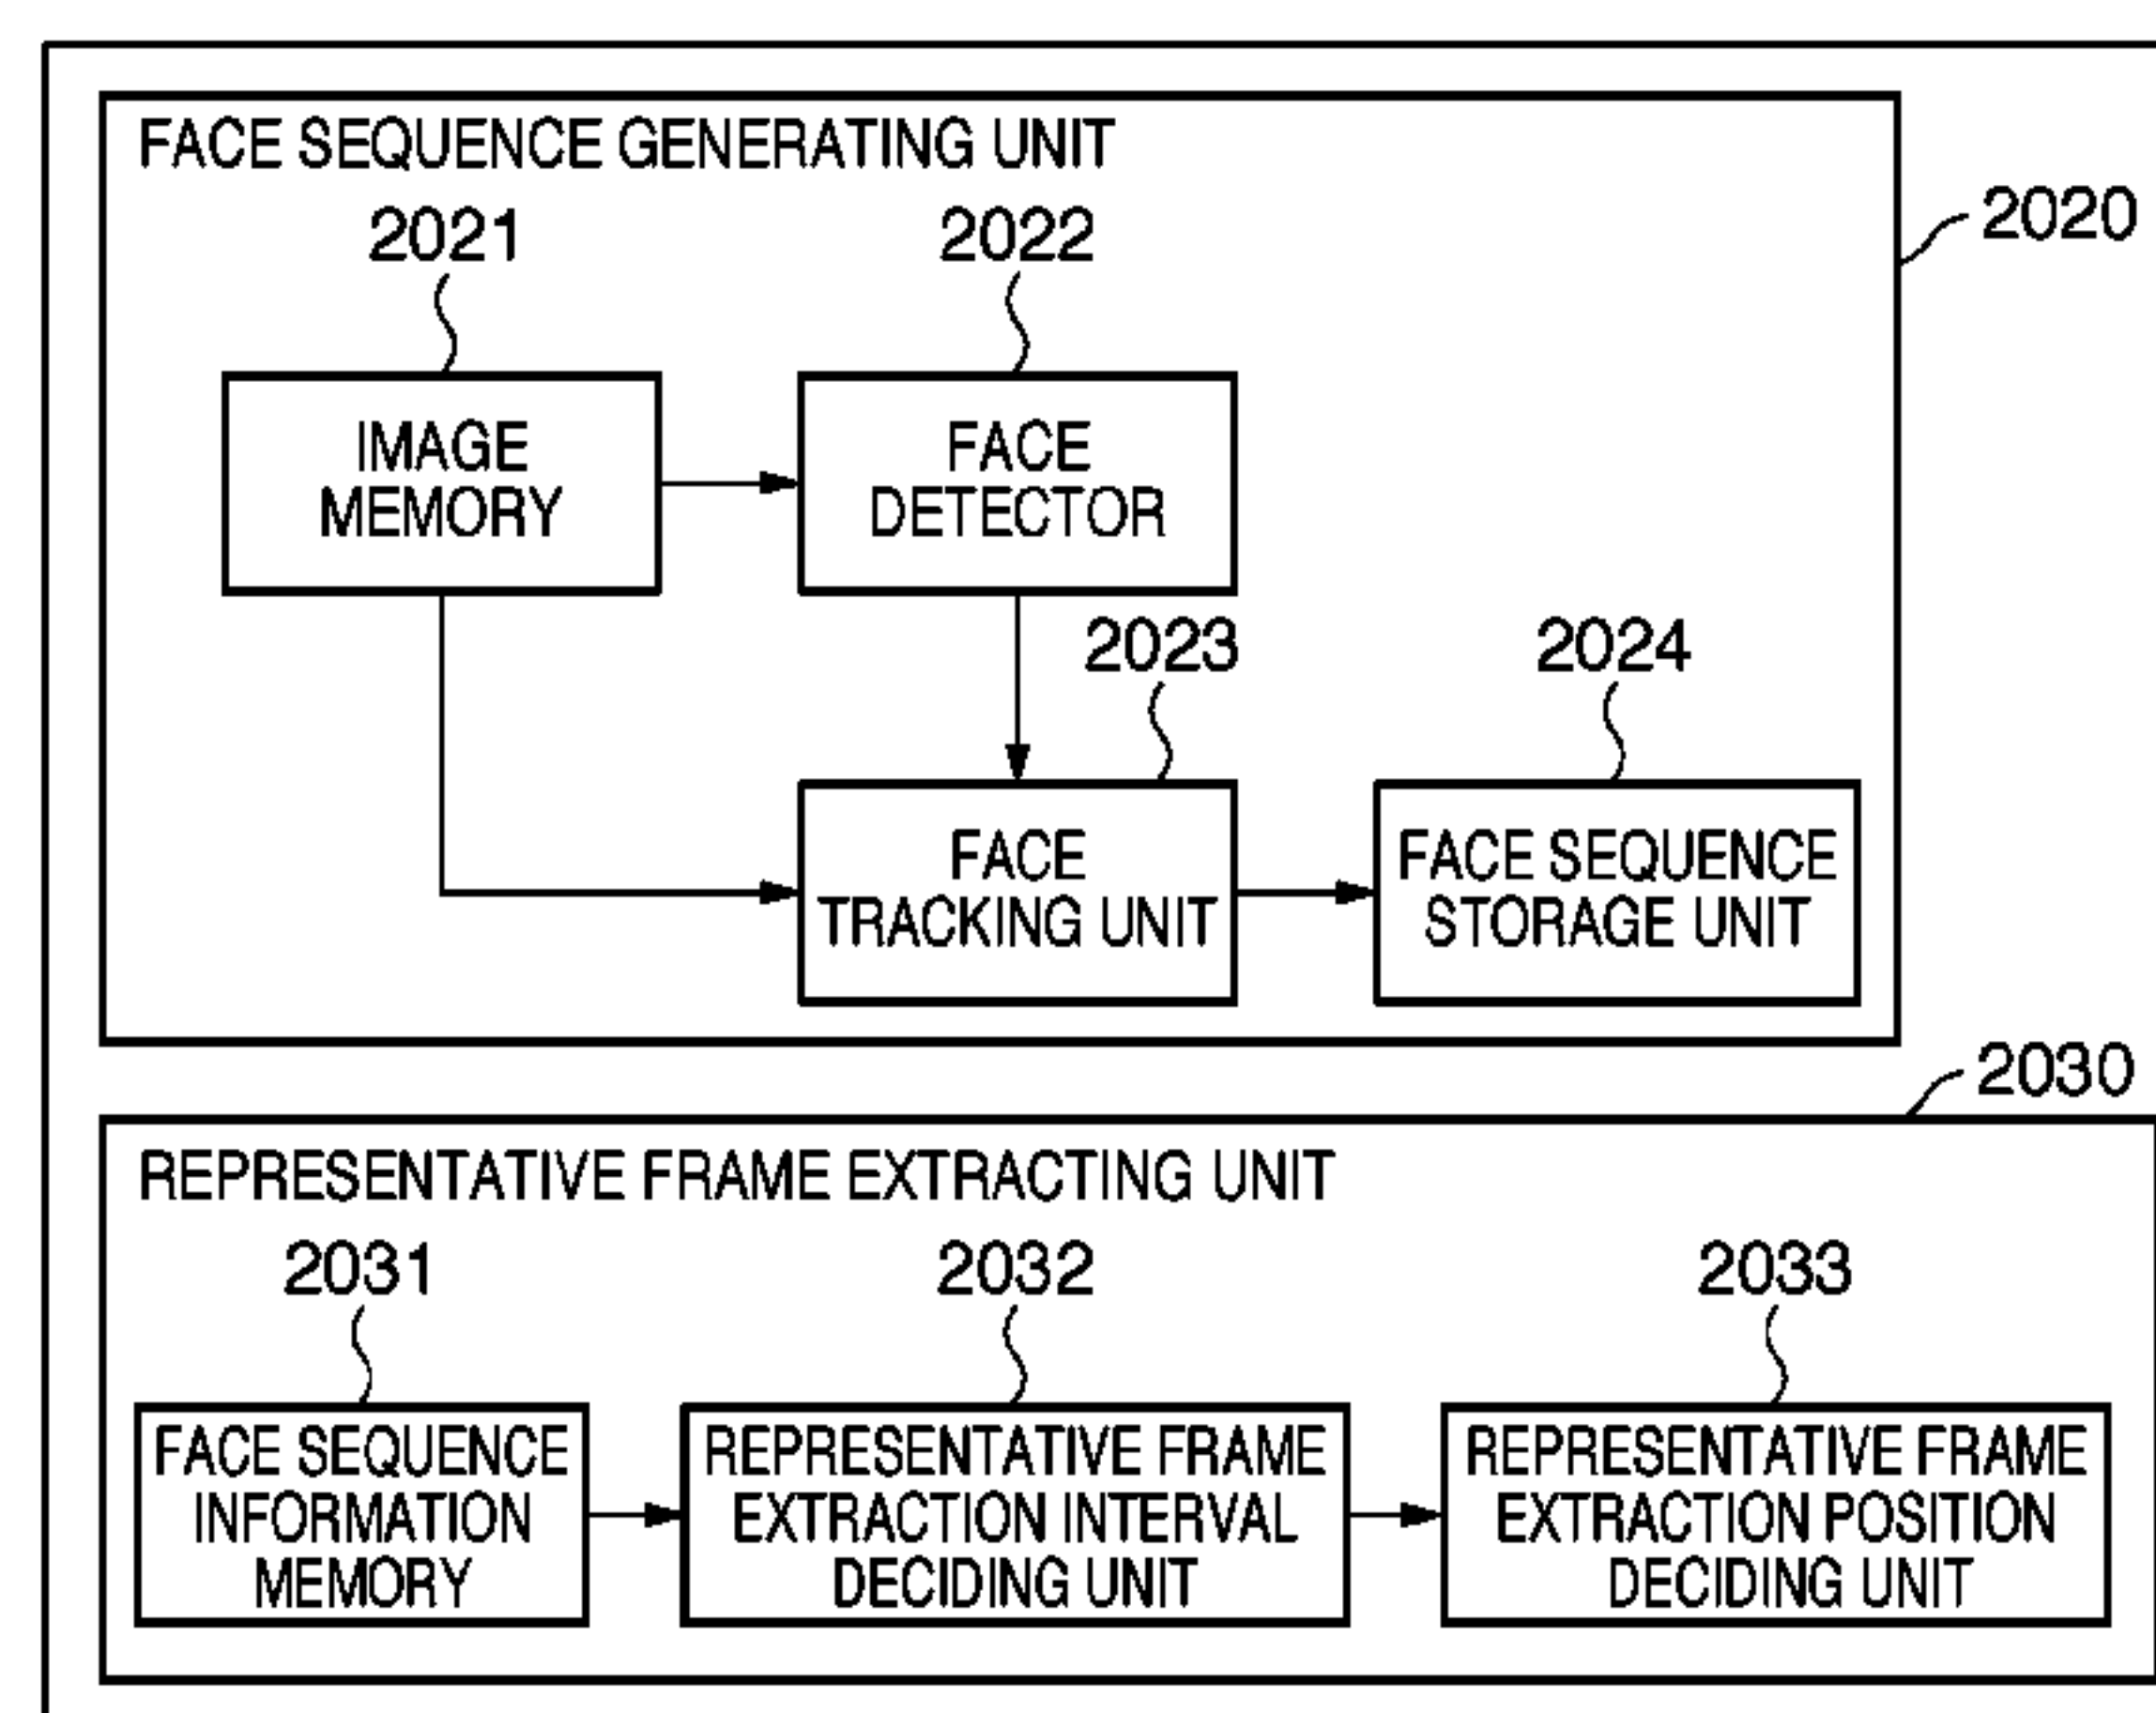 FACE SEQUENCE GENERATING UNIT
2020
2021
2022
IMAGE
MEMORY
FACE
DETECTOR
2023
2024
FACE
TRACKING UNIT
FACE SEQUENCE
STORAGE UNIT
2030
REPRESENTATIVE FRAME EXTRACTING UNIT
2031
2032
2033
FACE SEQUENCE
INFORMATION
MEMORY
REPRESENTATIVE FRAME
EXTRACTION INTERVAL
DECIDING UNIT
REPRESENTATIVE FRAME
EXTRACTION POSITION
DECIDING UNIT